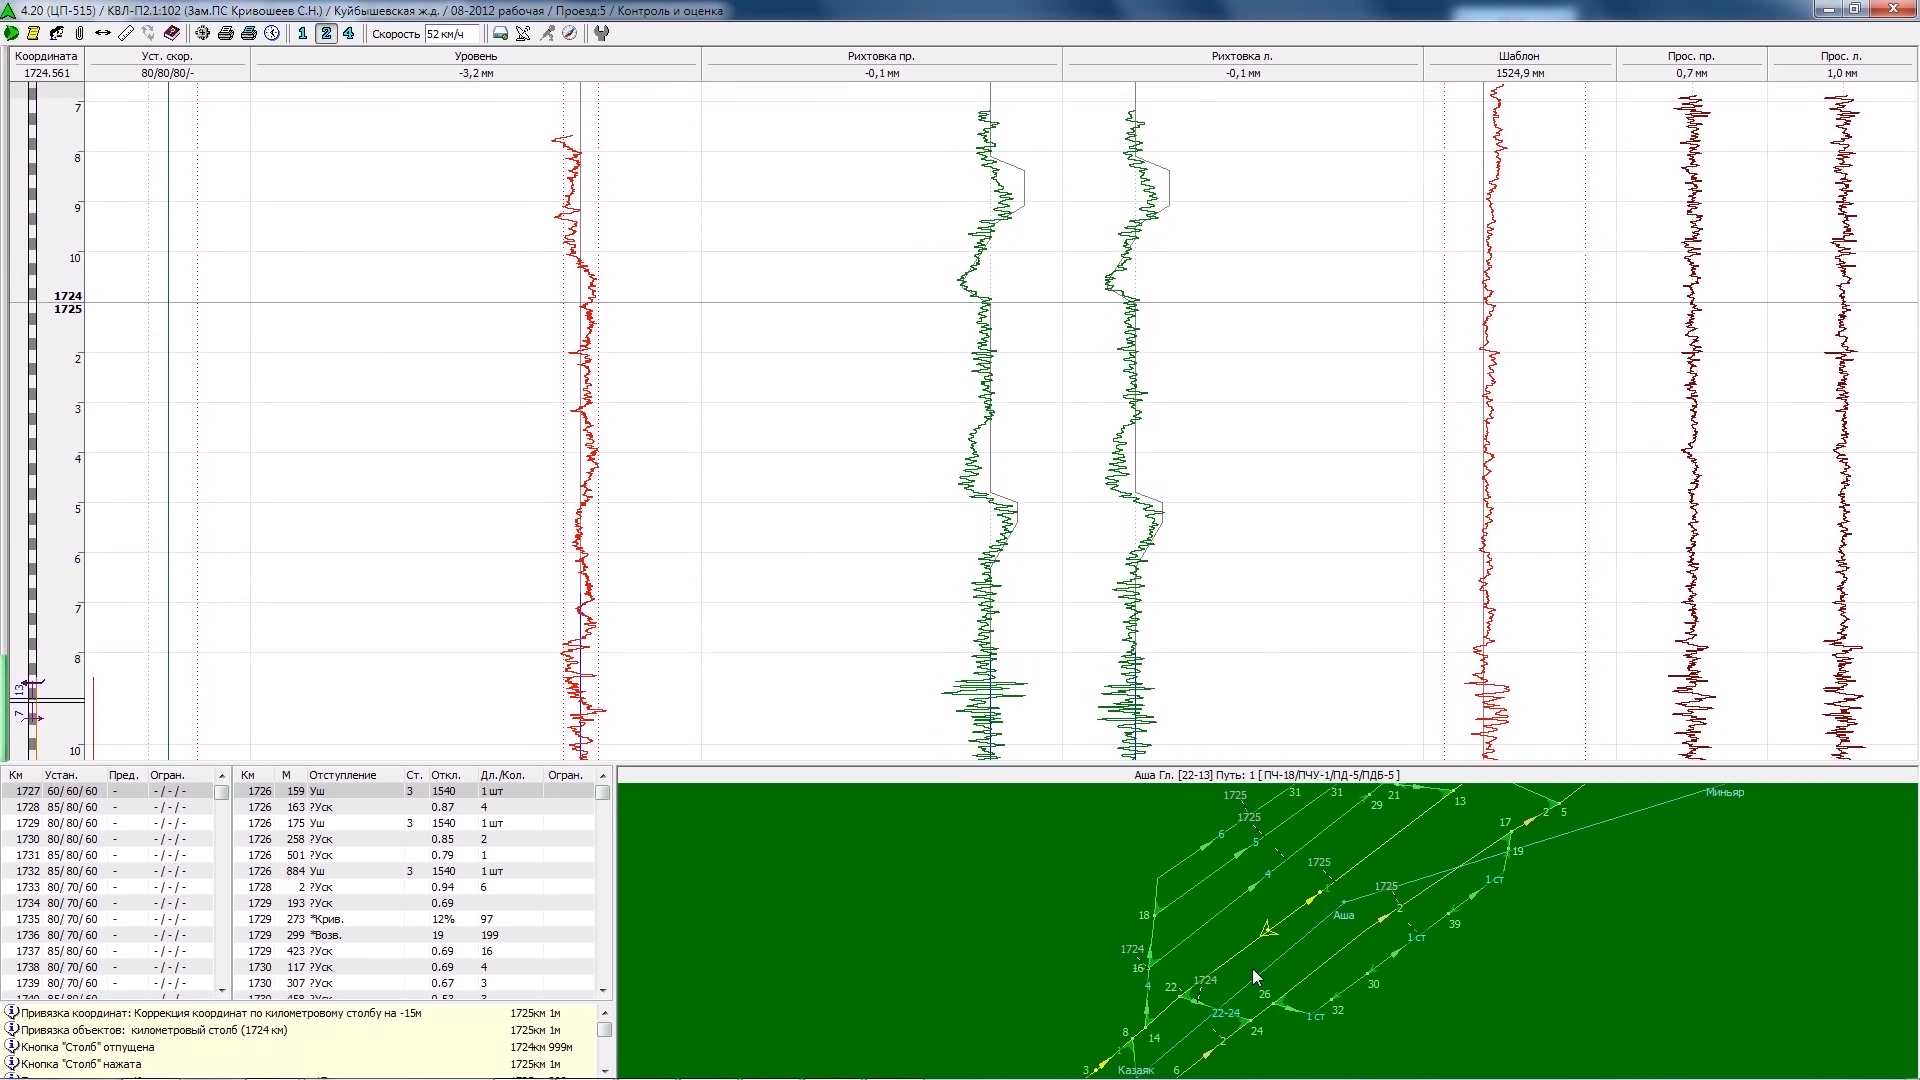 4.20 (ЦП-515) / КВЛ-П2.1:102 (Зам.ПС Кривошеев С.Н.) / Куйбышевская ж.д. / 08-2012 рабочая / Проезд:5 / Контроль и оценка
1 2 4 Скорость 52 км/ч
Координата Уст. скор. Уровень Рихтовка пр. Рихтовка л. Шаблон Прос. пр. Прос. л.
1724.561 80/80/80/- -3,2 мм -0,1 мм -0,1 мм 1524,9 мм 0,7 мм 1,0 мм
7
8
9
10
1724
1725
2
3
4
5
6
7
8
13
7
10
Км Устан. Пред. Огран.
1727 60/60/60 - -/-/-
1728 85/80/60 - -/-/-
1729 80/80/60 - -/-/-
1730 80/80/60 - -/-/-
1731 85/80/60 - -/-/-
1732 85/80/60 - -/-/-
1733 80/70/60 - -/-/-
1734 80/70/60 - -/-/-
1735 80/70/60 - -/-/-
1736 80/70/60 - -/-/-
1737 85/80/60 - -/-/-
1738 80/70/60 - -/-/-
1739 80/70/60 - -/-/-
1740 85/80/60 - -/-/-
Км М Отступление Ст. Откл. Дл./Кол. Огран.
1726 159 Уш 3 1540 1 шт
1726 163 ?Уск 0.87 4
1726 175 Уш 3 1540 1 шт
1726 258 ?Уск 0.85 2
1726 501 ?Уск 0.79 1
1726 884 Уш 3 1540 1 шт
1728 2 ?Уск 0.94 6
1729 193 ?Уск 0.69
1729 273 *Крив. 12% 97
1729 299 *Возв. 19 199
1729 423 ?Уск 0.69 16
1730 117 ?Уск 0.69 4
1730 307 ?Уск 0.67 3
1730 458 ?Уск 0.53 3
Привязка координат: Коррекция координат по километровому столбу на -15м 1725км 1м
Привязка объектов: километровый столб (1724 км) 1725км 1м
Кнопка "Столб" отпущена 1724км 999м
Кнопка "Столб" нажата 1725км 1м
Аша Гл. [22-13] Путь: 1 [ ПЧ-18/ПЧУ-1/ПД-5/ПДБ-5 ]
1725 31 31 21 13 Миньяр
29 2 5
1725 17
6 5 19
1725 4 1 ст
1725 1
18 Аша 2 39
1 ст
1724
16 30
4 22 1724 26
22-24 1 ст 32
8 14 24
1 2
3 Казаяк 6